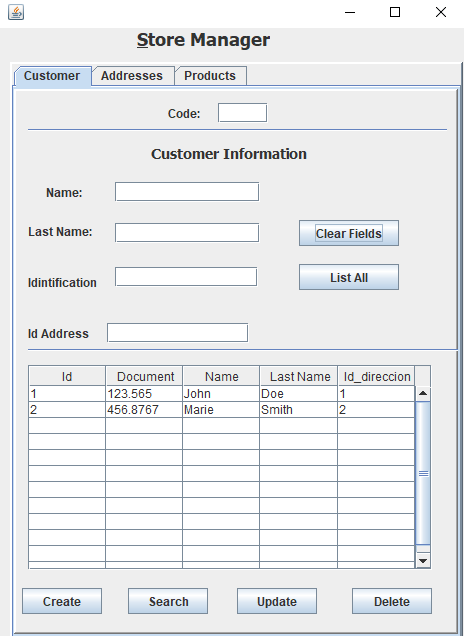 Store Manager
Customer Addresses Products
Code:
Customer Information
Name:
Last Name: Clear Fields
Idintification List All
Id Address
Id Document Name Last Name Id_direccion
1 123.565 John Doe 1
2 456.8767 Marie Smith 2
Create Search Update Delete